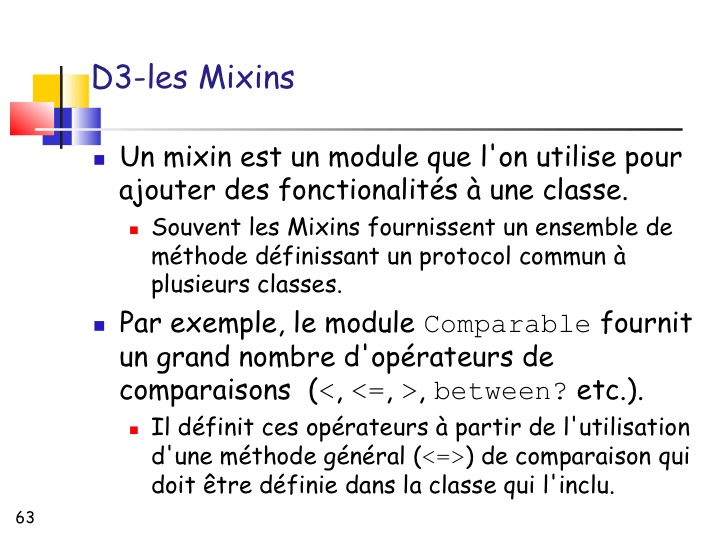 D3-les Mixins
Un mixin est un module que l'on utilise pour
ajouter des fonctionalités à une classe.
Souvent les Mixins fournissent un ensemble de
méthode définissant un protocol commun à
plusieurs classes.
Par exemple, le module Comparable fournit
un grand nombre d'opérateurs de
comparaisons (<, <=, >, between? etc.).
Il définit ces opérateurs à partir de l'utilisation
d'une méthode général (<=>) de comparaison qui
doit être définie dans la classe qui l'inclu.
63